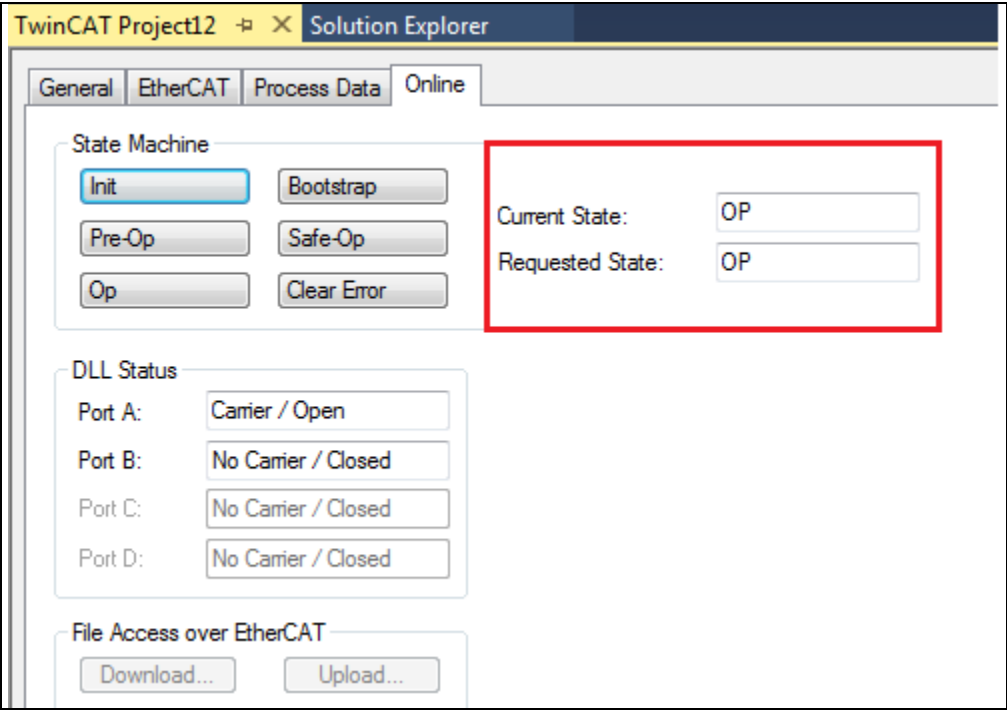 TwinCAT Project12 Solution Explorer
General EtherCAT Process Data Online
State Machine
Init Bootstrap
Pre-Op Safe-Op
Op Clear Error
Current State: OP
Requested State: OP
DLL Status
Port A: Carrier / Open
Port B: No Carrier / Closed
Port C: No Carrier / Closed
Port D: No Carrier / Closed
File Access over EtherCAT
Download... Upload...